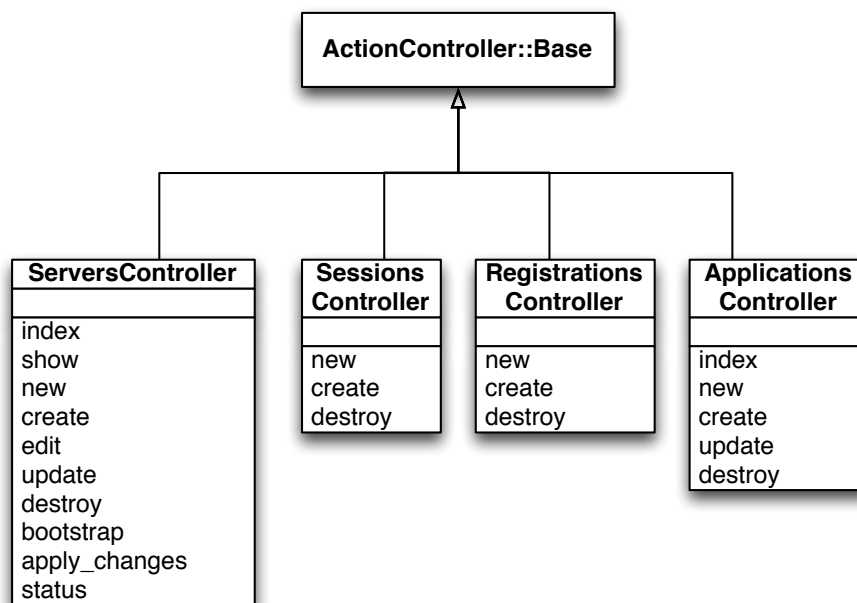 ActionController::Base
ServersController
index
show
new
create
edit
update
destroy
bootstrap
apply_changes
status
Sessions
Controller
new
create
destroy
Registrations
Controller
new
create
destroy
Applications
Controller
index
new
create
update
destroy